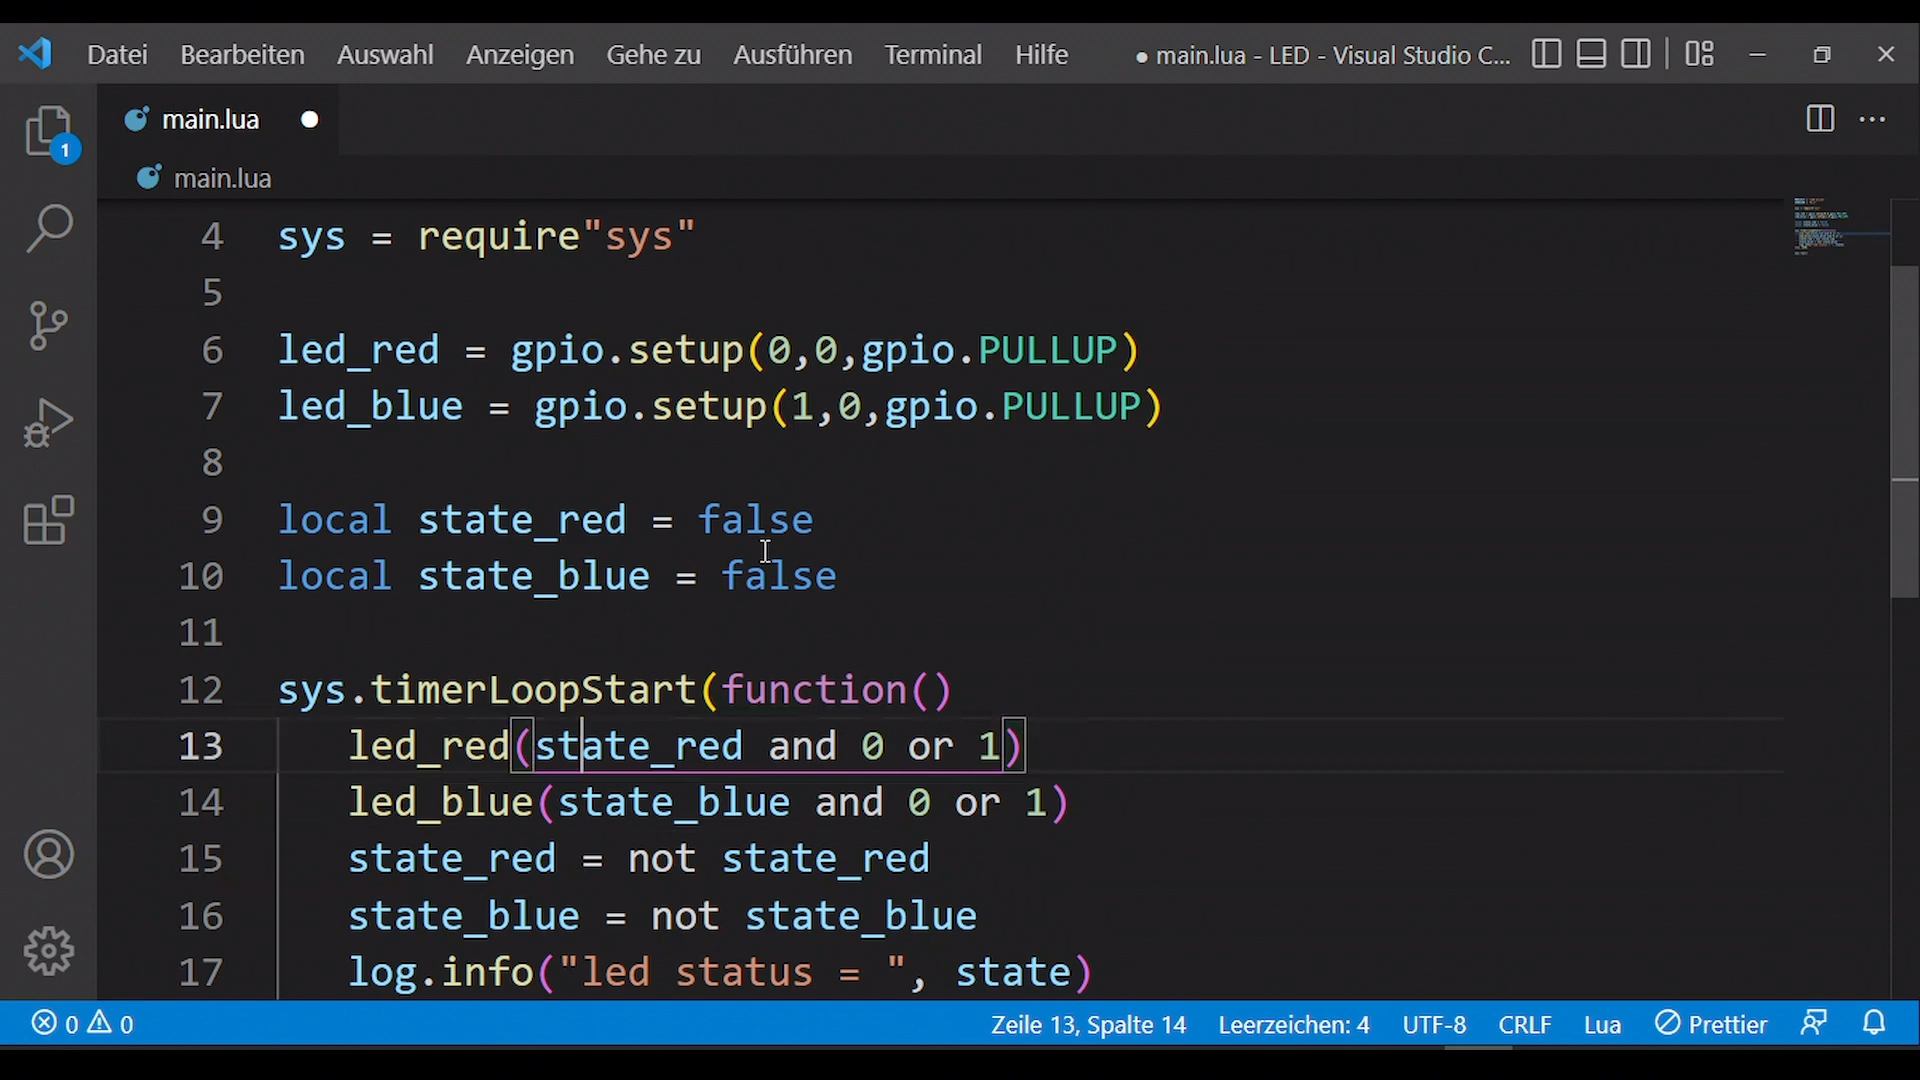 Datei Bearbeiten Auswahl Anzeigen Gehe zu Ausführen Terminal Hilfe ● main.lua - LED - Visual Studio C...
main.lua
1
main.lua
4 sys = require"sys"
5
6 led_red = gpio.setup(0,0,gpio.PULLUP)
7 led_blue = gpio.setup(1,0,gpio.PULLUP)
8
9 local state_red = false
10 local state_blue = false
11
12 sys.timerLoopStart(function()
13 led_red(state_red and 0 or 1)
14 led_blue(state_blue and 0 or 1)
15 state_red = not state_red
16 state_blue = not state_blue
17 log.info("led status = ", state)
0 0 Zeile 13, Spalte 14 Leerzeichen: 4 UTF-8 CRLF Lua Prettier